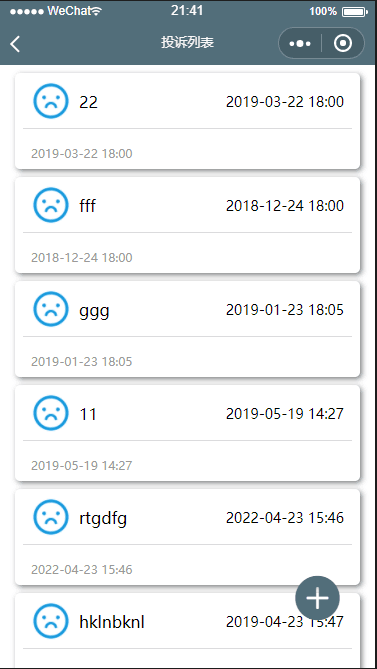 WeChat 21:41 100%
投诉列表
22 2019-03-22 18:00
2019-03-22 18:00
fff 2018-12-24 18:00
2018-12-24 18:00
ggg 2019-01-23 18:05
2019-01-23 18:05
11 2019-05-19 14:27
2019-05-19 14:27
rtgdfg 2022-04-23 15:46
2022-04-23 15:46
hklnbknl 2022-04-23 15:47